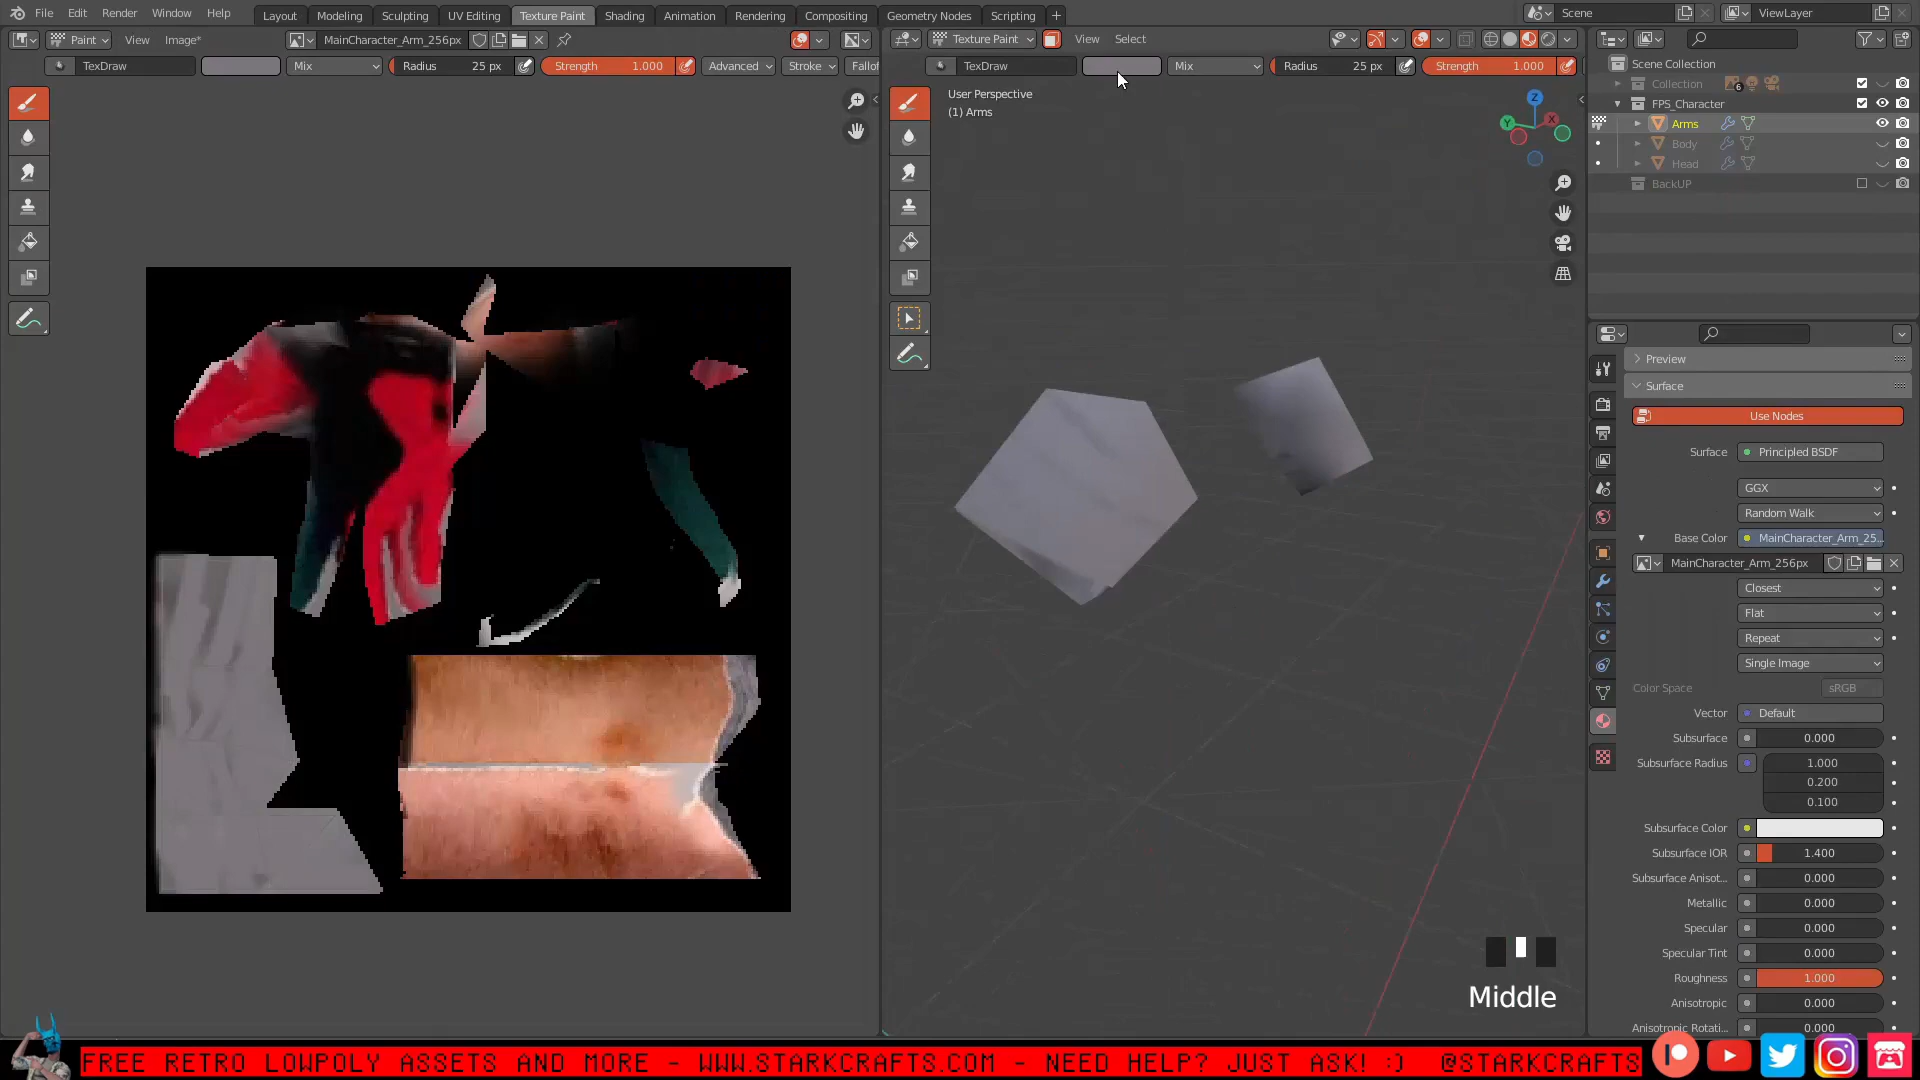 File Edit Render Window Help Layout Modeling Sculpting UV Editing Texture Paint Shading Animation Rendering Compositing Geometry Nodes Scripting + Scene ViewLayer
Paint View Image* MainCharacter_Arm_256px Texture Paint View Select
TexDraw Mix Radius 25 px Strength 1.000 Advanced Stroke Fallof TexDraw Mix Radius 25 px Strength 1.000
User Perspective
(1) Arms
Z
Y
X
Scene Collection
Collection 6
FPS_Character
Arms
Body
Head
BackUP
Preview
Surface
Use Nodes
Surface Principled BSDF
GGX
Random Walk
Base Color MainCharacter_Arm_25...
MainCharacter_Arm_256px
Closest
Flat
Repeat
Single Image
Color Space sRGB
Vector Default
Subsurface 0.000
Subsurface Radius 1.000
0.200
0.100
Subsurface Color
Subsurface IOR 1.400
Subsurface Anisot... 0.000
Metallic 0.000
Specular 0.000
Specular Tint 0.000
Roughness 1.000
Anisotropic 0.000
Anisotropic Rotati... 0.000
Middle
FREE RETRO LOWPOLY ASSETS AND MORE - WWW.STARKCRAFTS.COM - NEED HELP? JUST ASK! :) @STARKCRAFTS